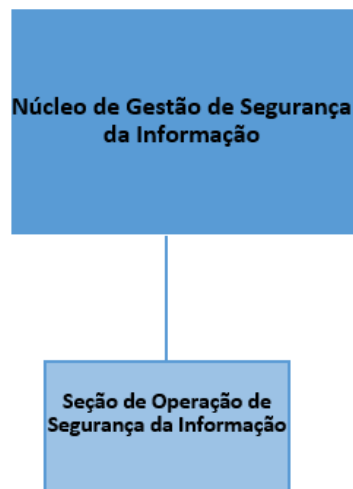 Núcleo de Gestão de Segurança
da Informação
Seção de Operação de
Segurança da Informação